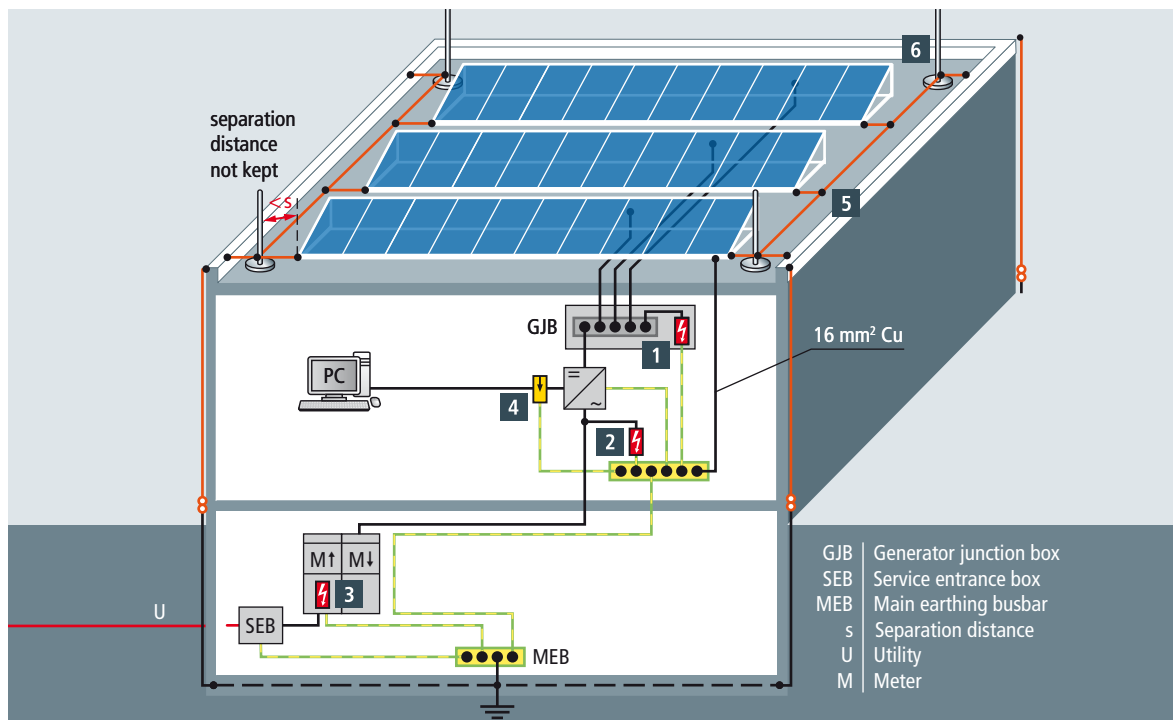 6
separation
distance
not kept
<s
5
GJB
1
16 mm² Cu
PC
=
~
4
2
M↑ M↓
3
U
SEB
MEB
GJB Generator junction box
SEB Service entrance box
MEB Main earthing busbar
s Separation distance
U Utility
M Meter